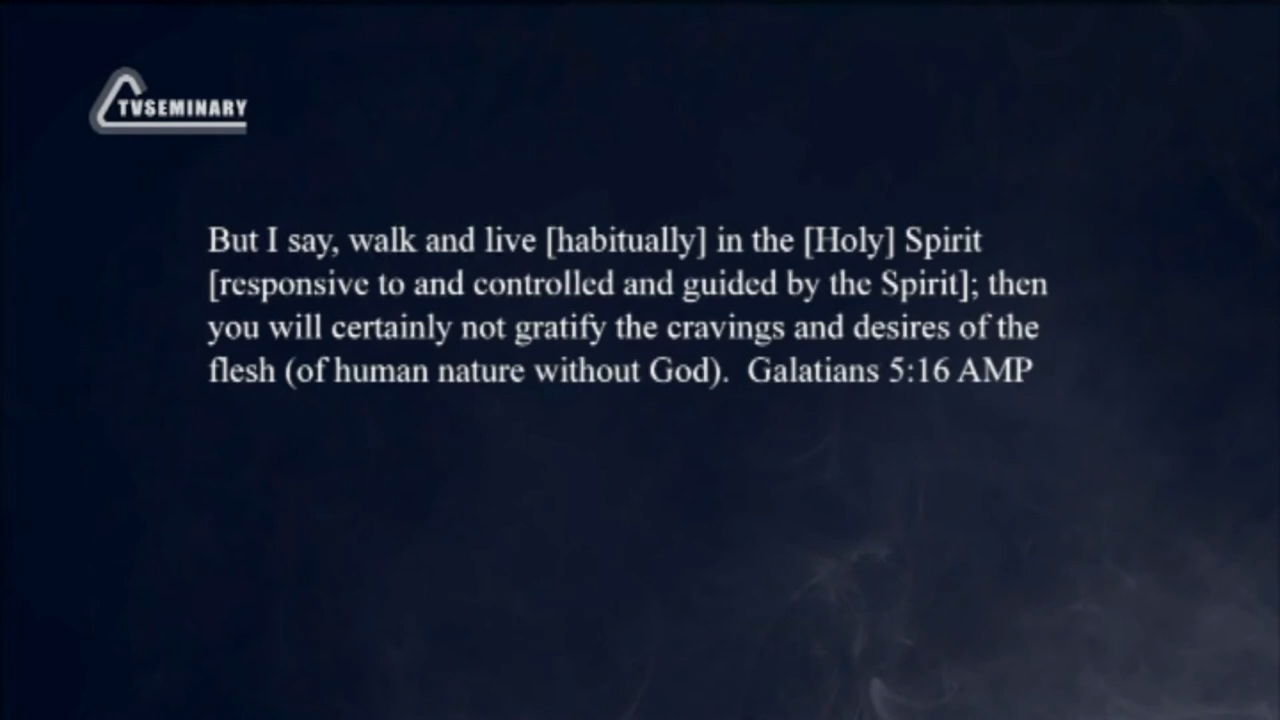 TVSEMINARY
But I say, walk and live [habitually] in the [Holy] Spirit
[responsive to and controlled and guided by the Spirit]; then
you will certainly not gratify the cravings and desires of the
flesh (of human nature without God).  Galatians 5:16 AMP